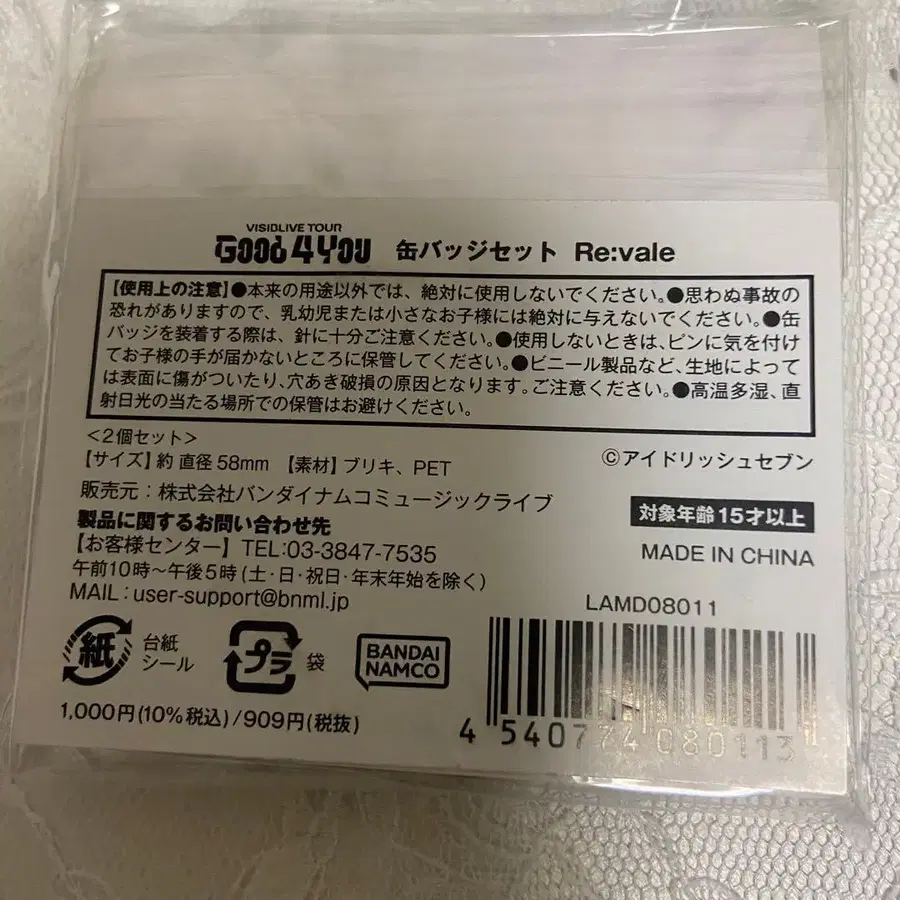 VISIBLIVE TOUR
GOOD 4 YOU 缶バッジセット Re:vale
【使用上の注意】●本来の用途以外では、絶対に使用しないでください。●思わぬ事故の
恐れがありますので、乳幼児または小さなお子様には絶対に与えないでください。●缶
バッジを装着する際は、針に十分ご注意ください。●使用しないときは、ピンに気を付け
てお子様の手が届かないところに保管してください。●ビニール製品など、生地によって
は表面に傷がついたり、穴あき破損の原因となります。ご注意ください。●高温多湿、直
射日光の当たる場所での保管はお避けください。
<2個セット>
【サイズ】約 直径58mm 【素材】ブリキ、PET
©アイドリッシュセブン
販売元:株式会社バンダイナムコミュージックライブ
対象年齢15才以上
製品に関するお問い合わせ先
【お客様センター】 TEL:03-3847-7535
MADE IN CHINA
午前10時~午後5時(土・日・祝日・年末年始を除く)
MAIL:user-support@bnml.jp
LAMD08011
紙
台紙
シール
プラ
袋
BANDAI
NAMCO
1,000円(10%税込)/909円(税抜)
4 540774 080113